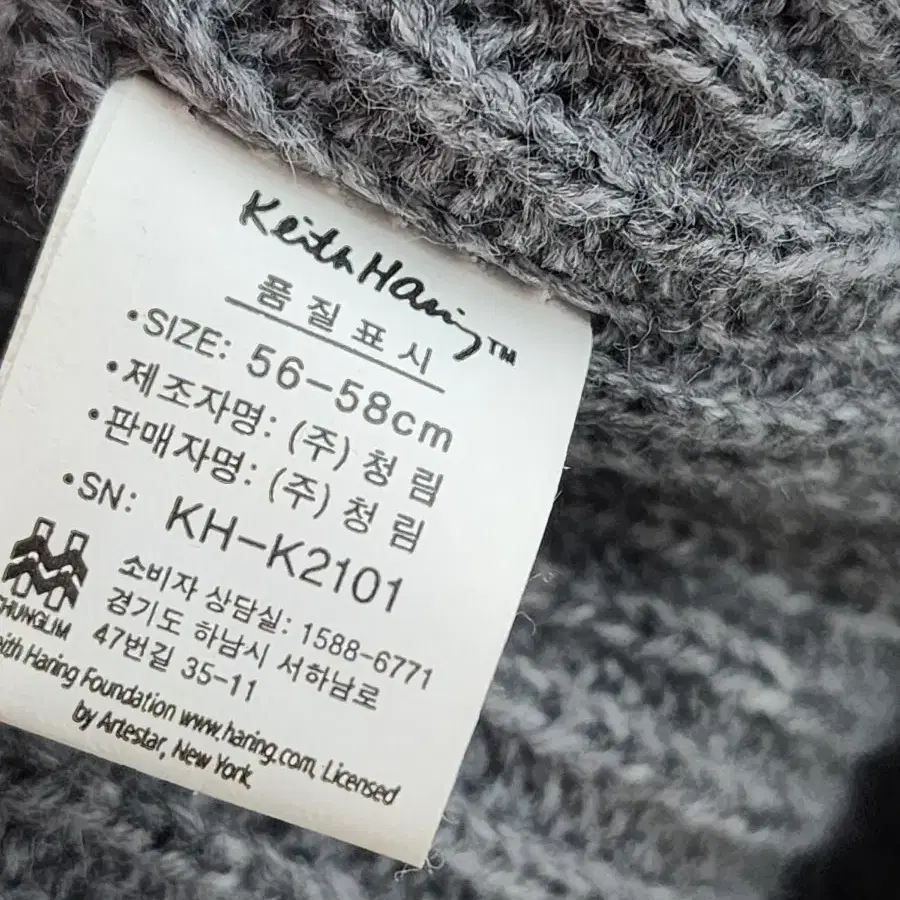 Keith Haring™
품질표시
•SIZE: 56-58cm
•제조자명: (주) 청림
•판매자명: (주) 청림
•SN: KH-K2101
CHUNGLIM
소비자 상담실: 1588-6771
경기도 하남시 서하남로
47번길 35-11
Keith Haring Foundation www.haring.com, Licensed
by Artestar, New York,